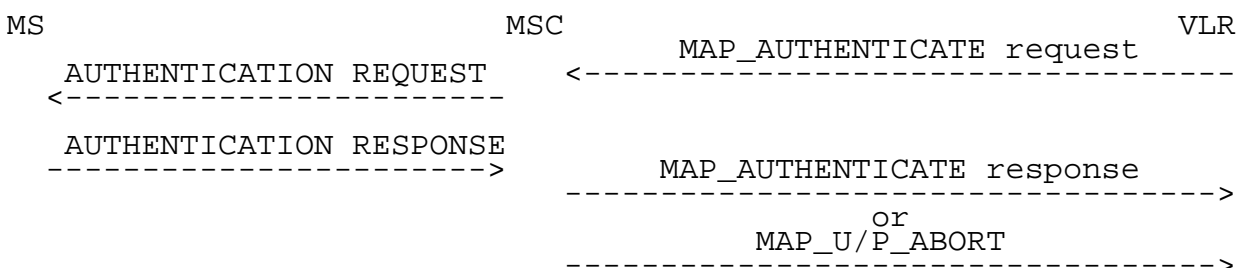 MS MSC VLR
MAP_AUTHENTICATE request
AUTHENTICATION REQUEST <----------------------------------
<-----------------------
AUTHENTICATION RESPONSE
-----------------------> MAP_AUTHENTICATE response
---------------------------------->
or
MAP_U/P_ABORT
---------------------------------->